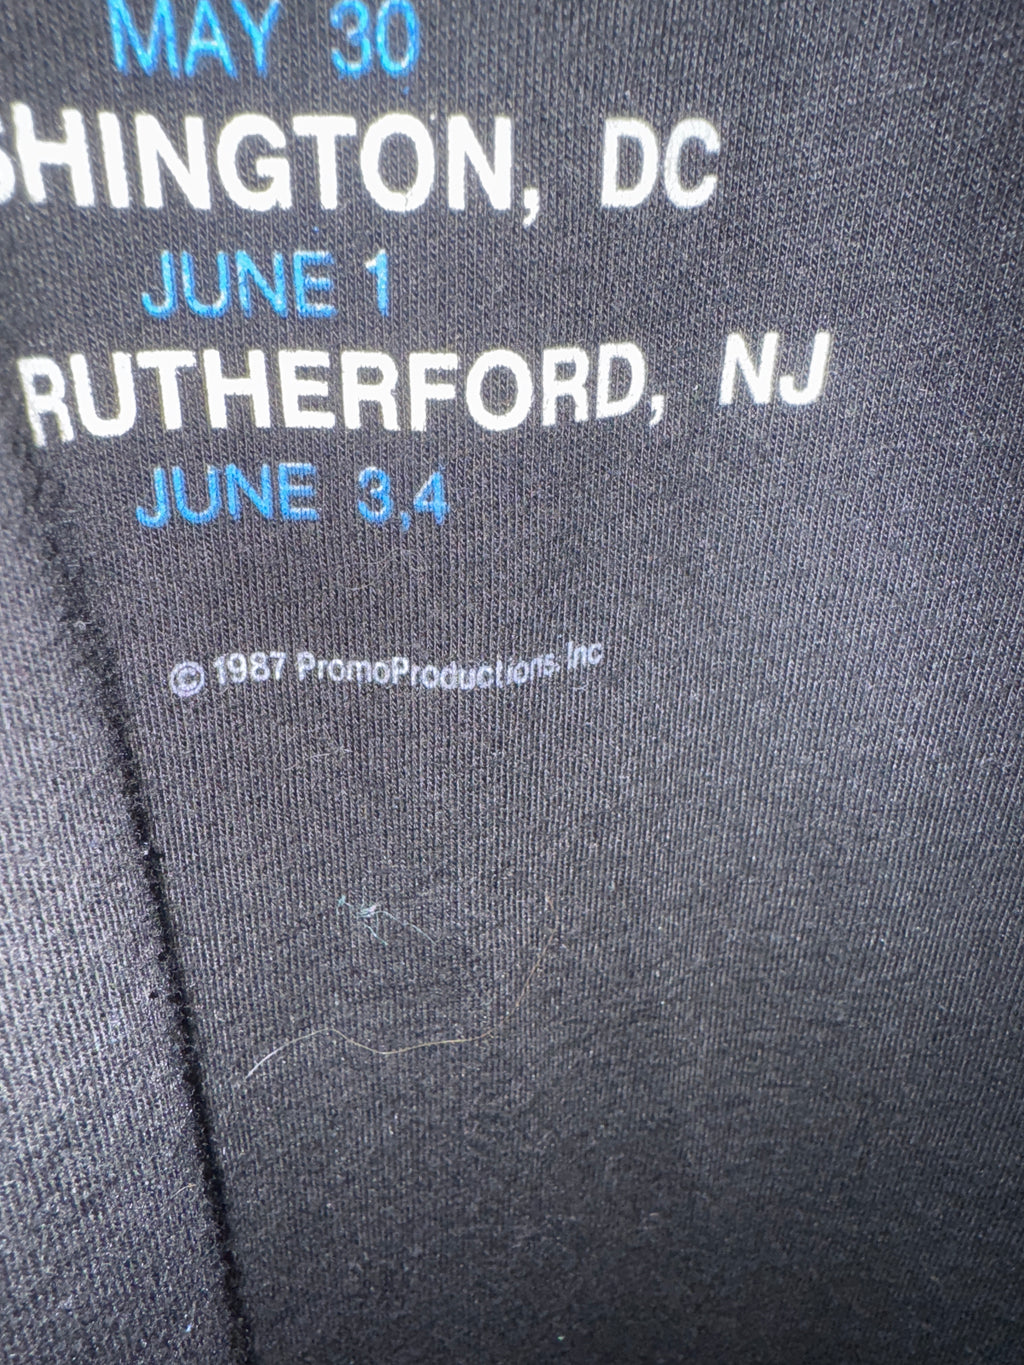 MAY 30
SHINGTON, DC
JUNE 1
RUTHERFORD, NJ
JUNE 3,4
© 1987 PromoProductions. Inc